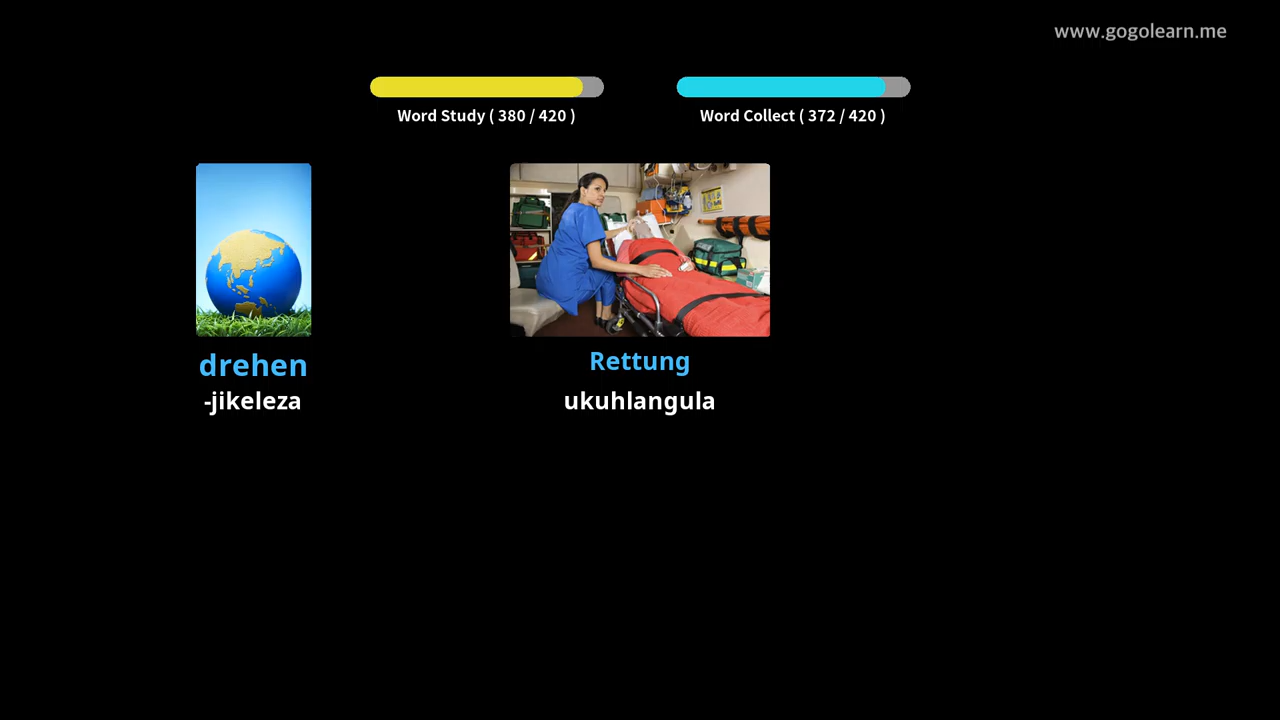 www.gogolearn.me
Word Study ( 380 / 420 )
Word Collect ( 372 / 420 )
drehen
-jikeleza
Rettung
ukuhlangula